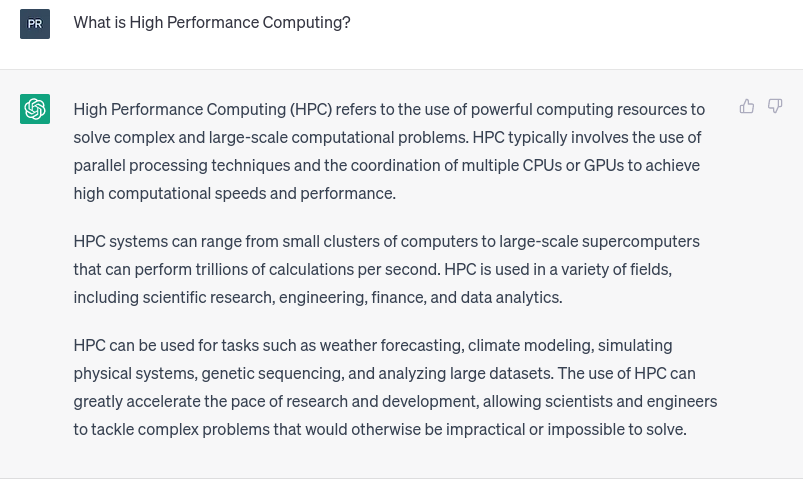 PR
What is High Performance Computing?
High Performance Computing (HPC) refers to the use of powerful computing resources to
solve complex and large-scale computational problems. HPC typically involves the use of
parallel processing techniques and the coordination of multiple CPUs or GPUs to achieve
high computational speeds and performance.
HPC systems can range from small clusters of computers to large-scale supercomputers
that can perform trillions of calculations per second. HPC is used in a variety of fields,
including scientific research, engineering, finance, and data analytics.
HPC can be used for tasks such as weather forecasting, climate modeling, simulating
physical systems, genetic sequencing, and analyzing large datasets. The use of HPC can
greatly accelerate the pace of research and development, allowing scientists and engineers
to tackle complex problems that would otherwise be impractical or impossible to solve.